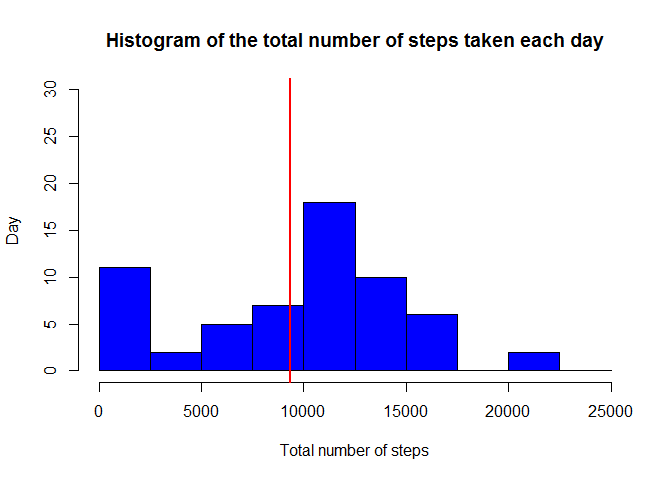 Histogram of the total number of steps taken each day
30
25
20
15
10
5
0
Day
0 5000 10000 15000 20000 25000
Total number of steps